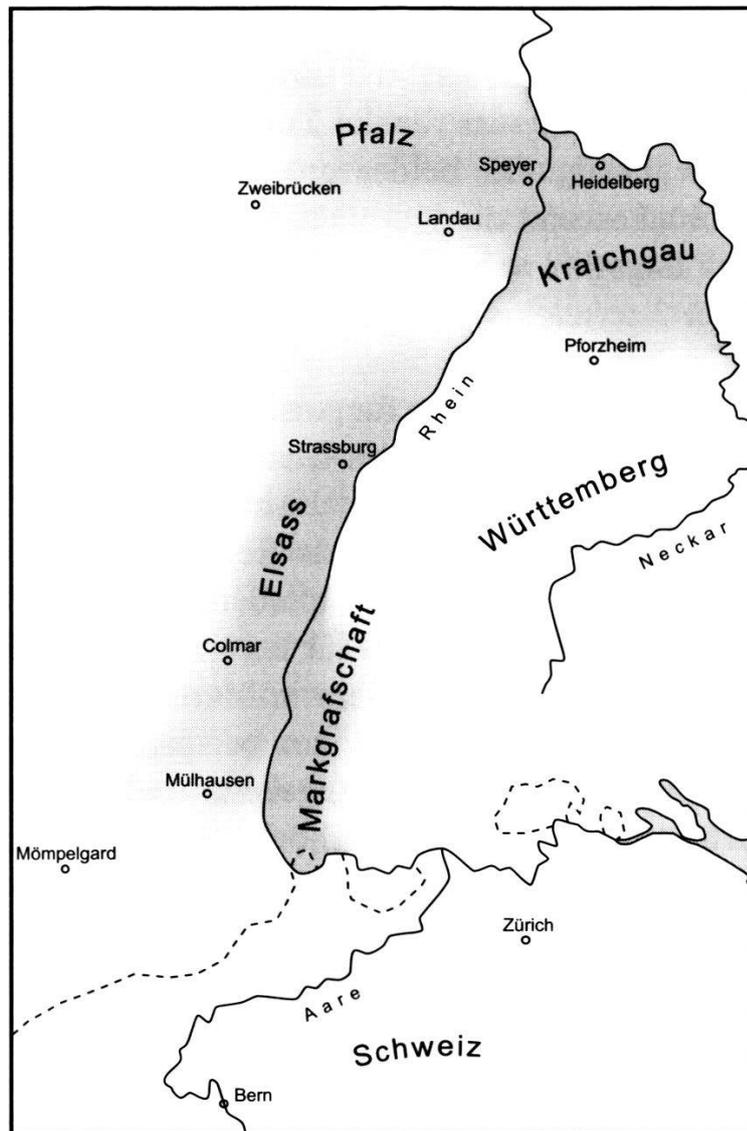 Pfalz
Speyer
Heidelberg
Zweibrücken
Landau
Kraichgau
Pforzheim
Rhein
Strassburg
Württemberg
Elsass
Neckar
Colmar
Markgrafschaft
Mülhausen
Mömpelgard
Zürich
Aare
Schweiz
Bern